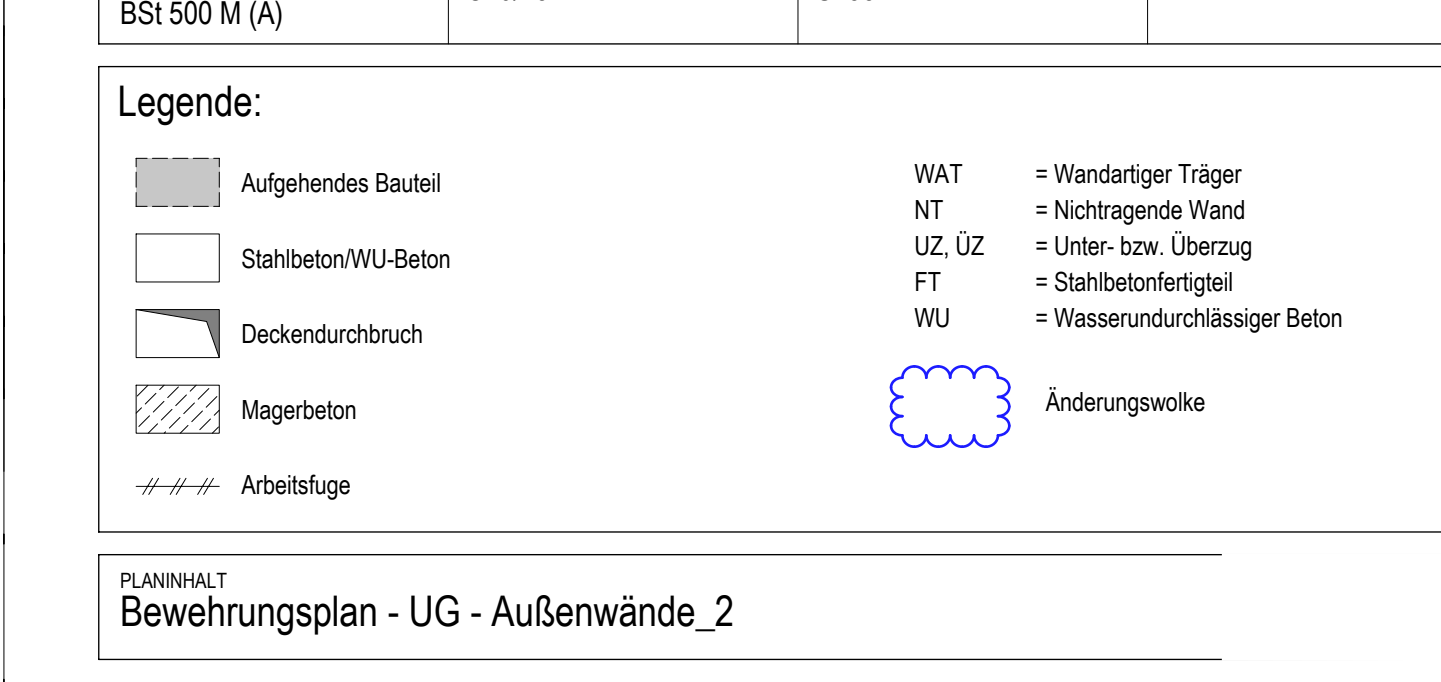 BSt 500 M (A)
Legende:
Aufgehendes Bauteil
Stahlbeton/WU-Beton
Deckendurchbruch
Magerbeton
Arbeitsfuge
WAT = Wandartiger Träger
NT = Nichtragende Wand
UZ, ÜZ = Unter- bzw. Überzug
FT = Stahlbetonfertigteil
WU = Wasserundurchlässiger Beton
Änderungswolke
PLANINHALT
Bewehrungsplan - UG - Außenwände_2